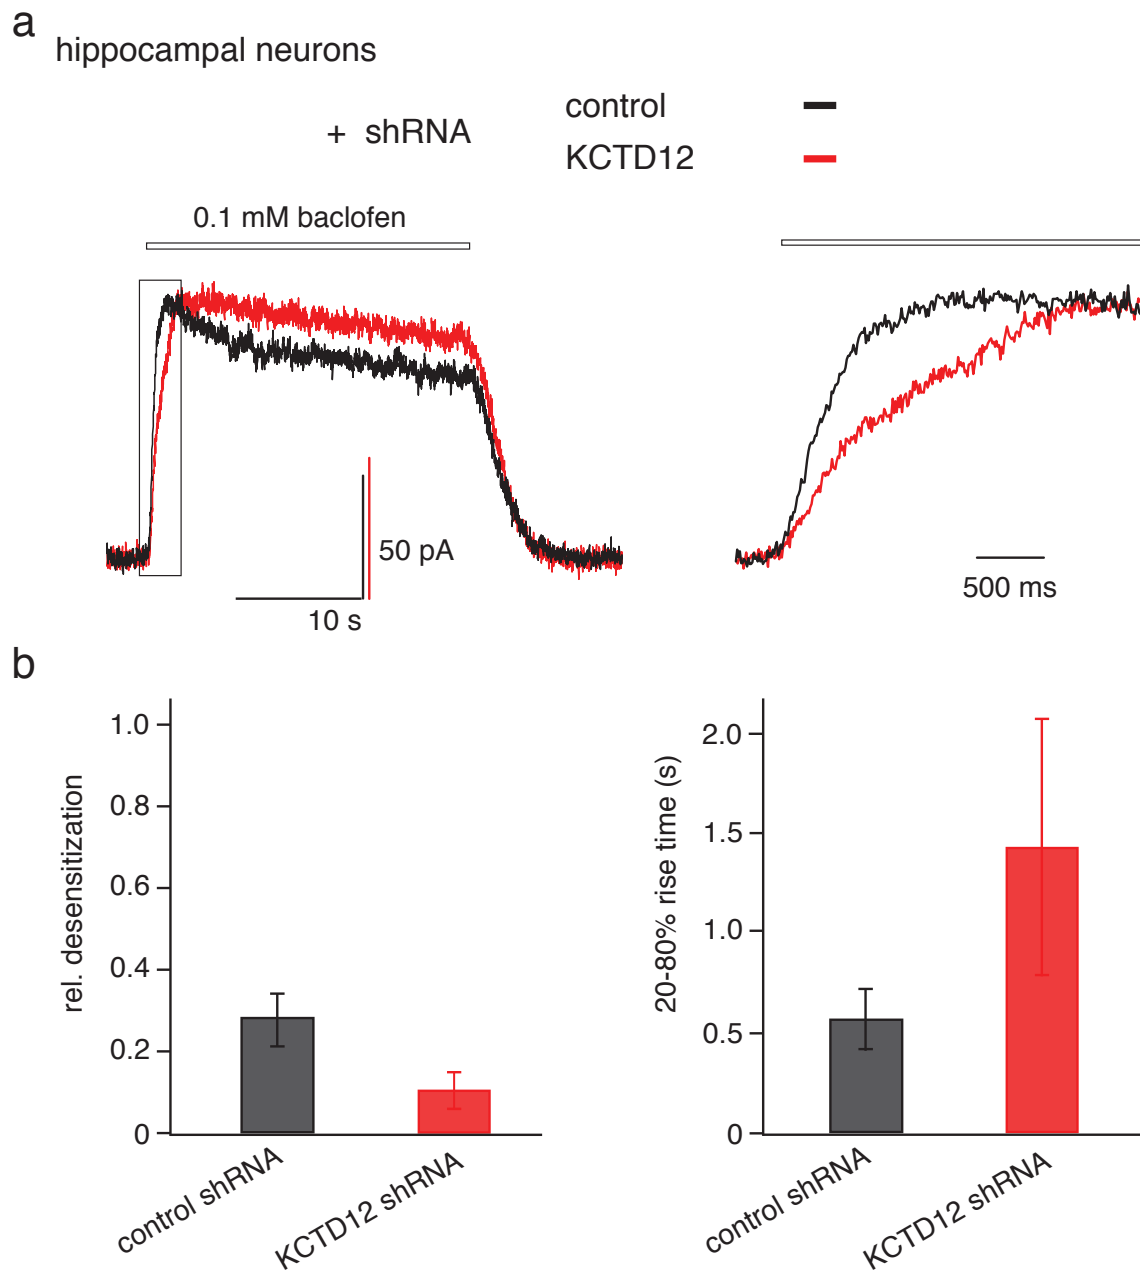 a
hippocampal neurons
+ shRNA
control
KCTD12
0.1 mM baclofen
50 pA
10 s
500 ms
b
rel. desensitization
1.0
0.8
0.6
0.4
0.2
0
control shRNA
KCTD12 shRNA
20-80% rise time (s)
2.0
1.5
1.0
0.5
0
control shRNA
KCTD12 shRNA